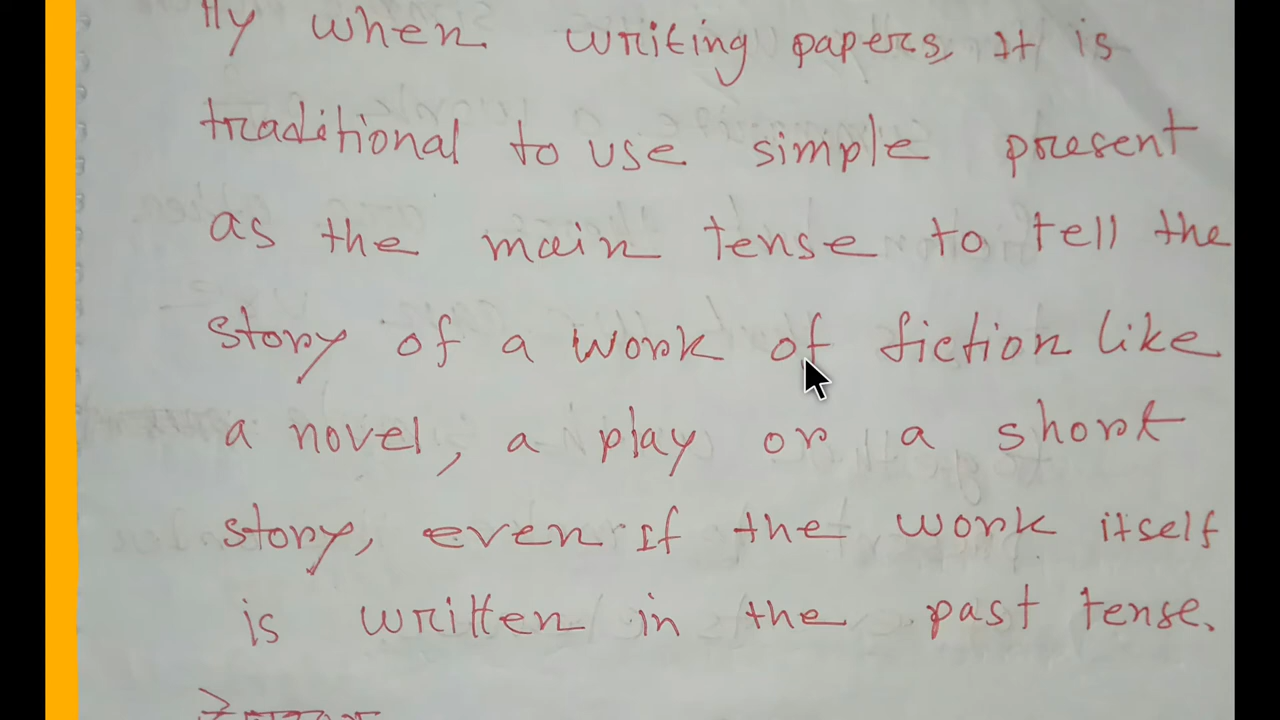 when writing papers, It is
traditional to use simple present
as the main tense to tell the
story of a work of fiction like
a novel, a play or a short
story, even If the work itself
is written in the past tense.